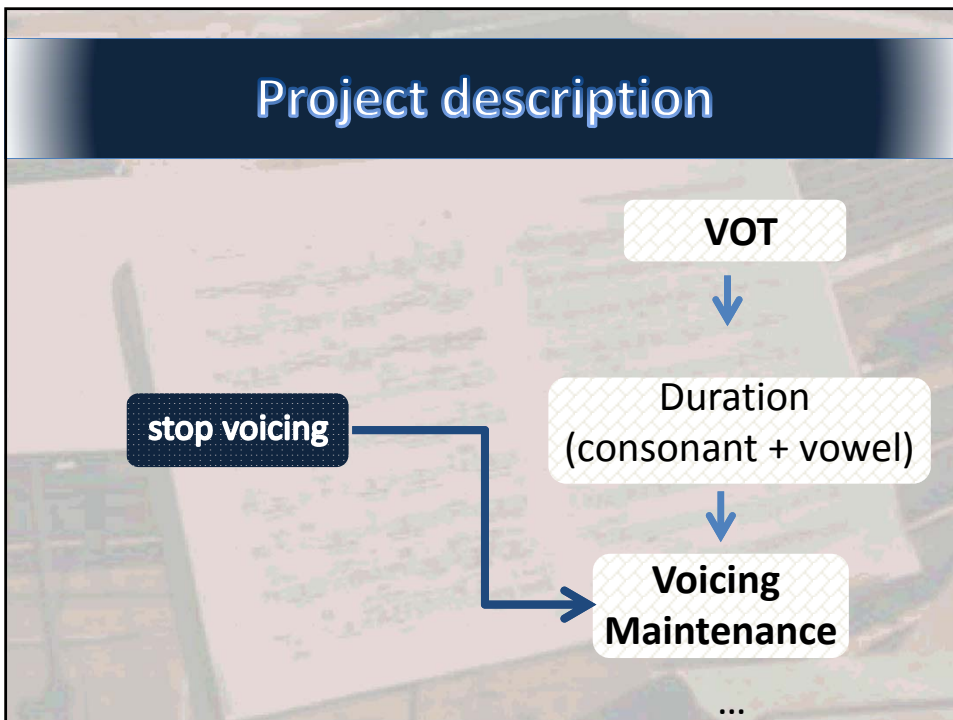 Project description
VOT
stop voicing
Duration
(consonant + vowel)
Voicing
Maintenance
...